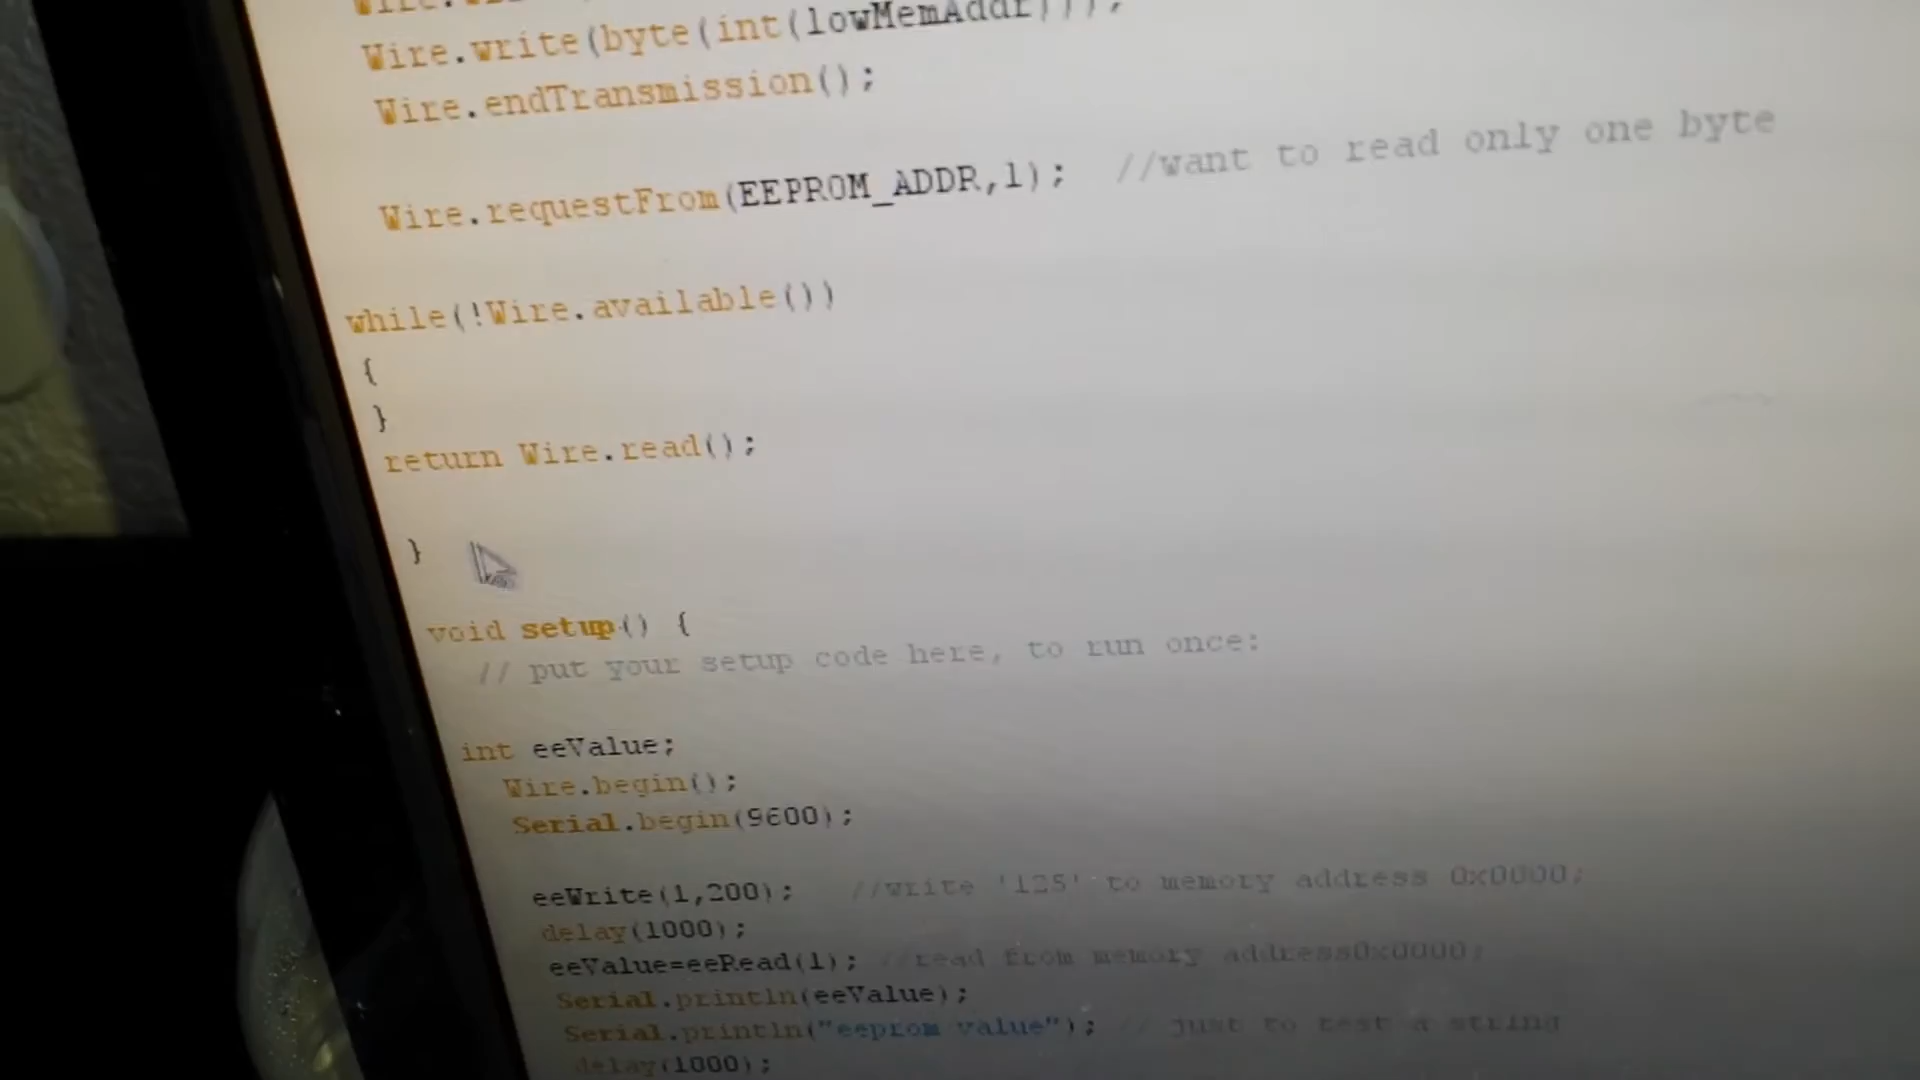 Wire.write(byte(int(lowMemAddr)));
Wire.endTransmission();
Wire.requestFrom(EEPROM_ADDR,1); //want to read only one byte
while(!Wire.available())
{
}
return Wire.read();
}
void setup() {
// put your setup code here, to run once:
int eeValue;
Wire.begin();
Serial.begin(9600);
eeWrite(1,200); //write '125' to memory address 0x0000;
delay(1000);
eeValue=eeRead(1); //read from memory address0x0000;
Serial.println(eeValue);
Serial.println("eeprom value"); // just to test a string
delay(1000);